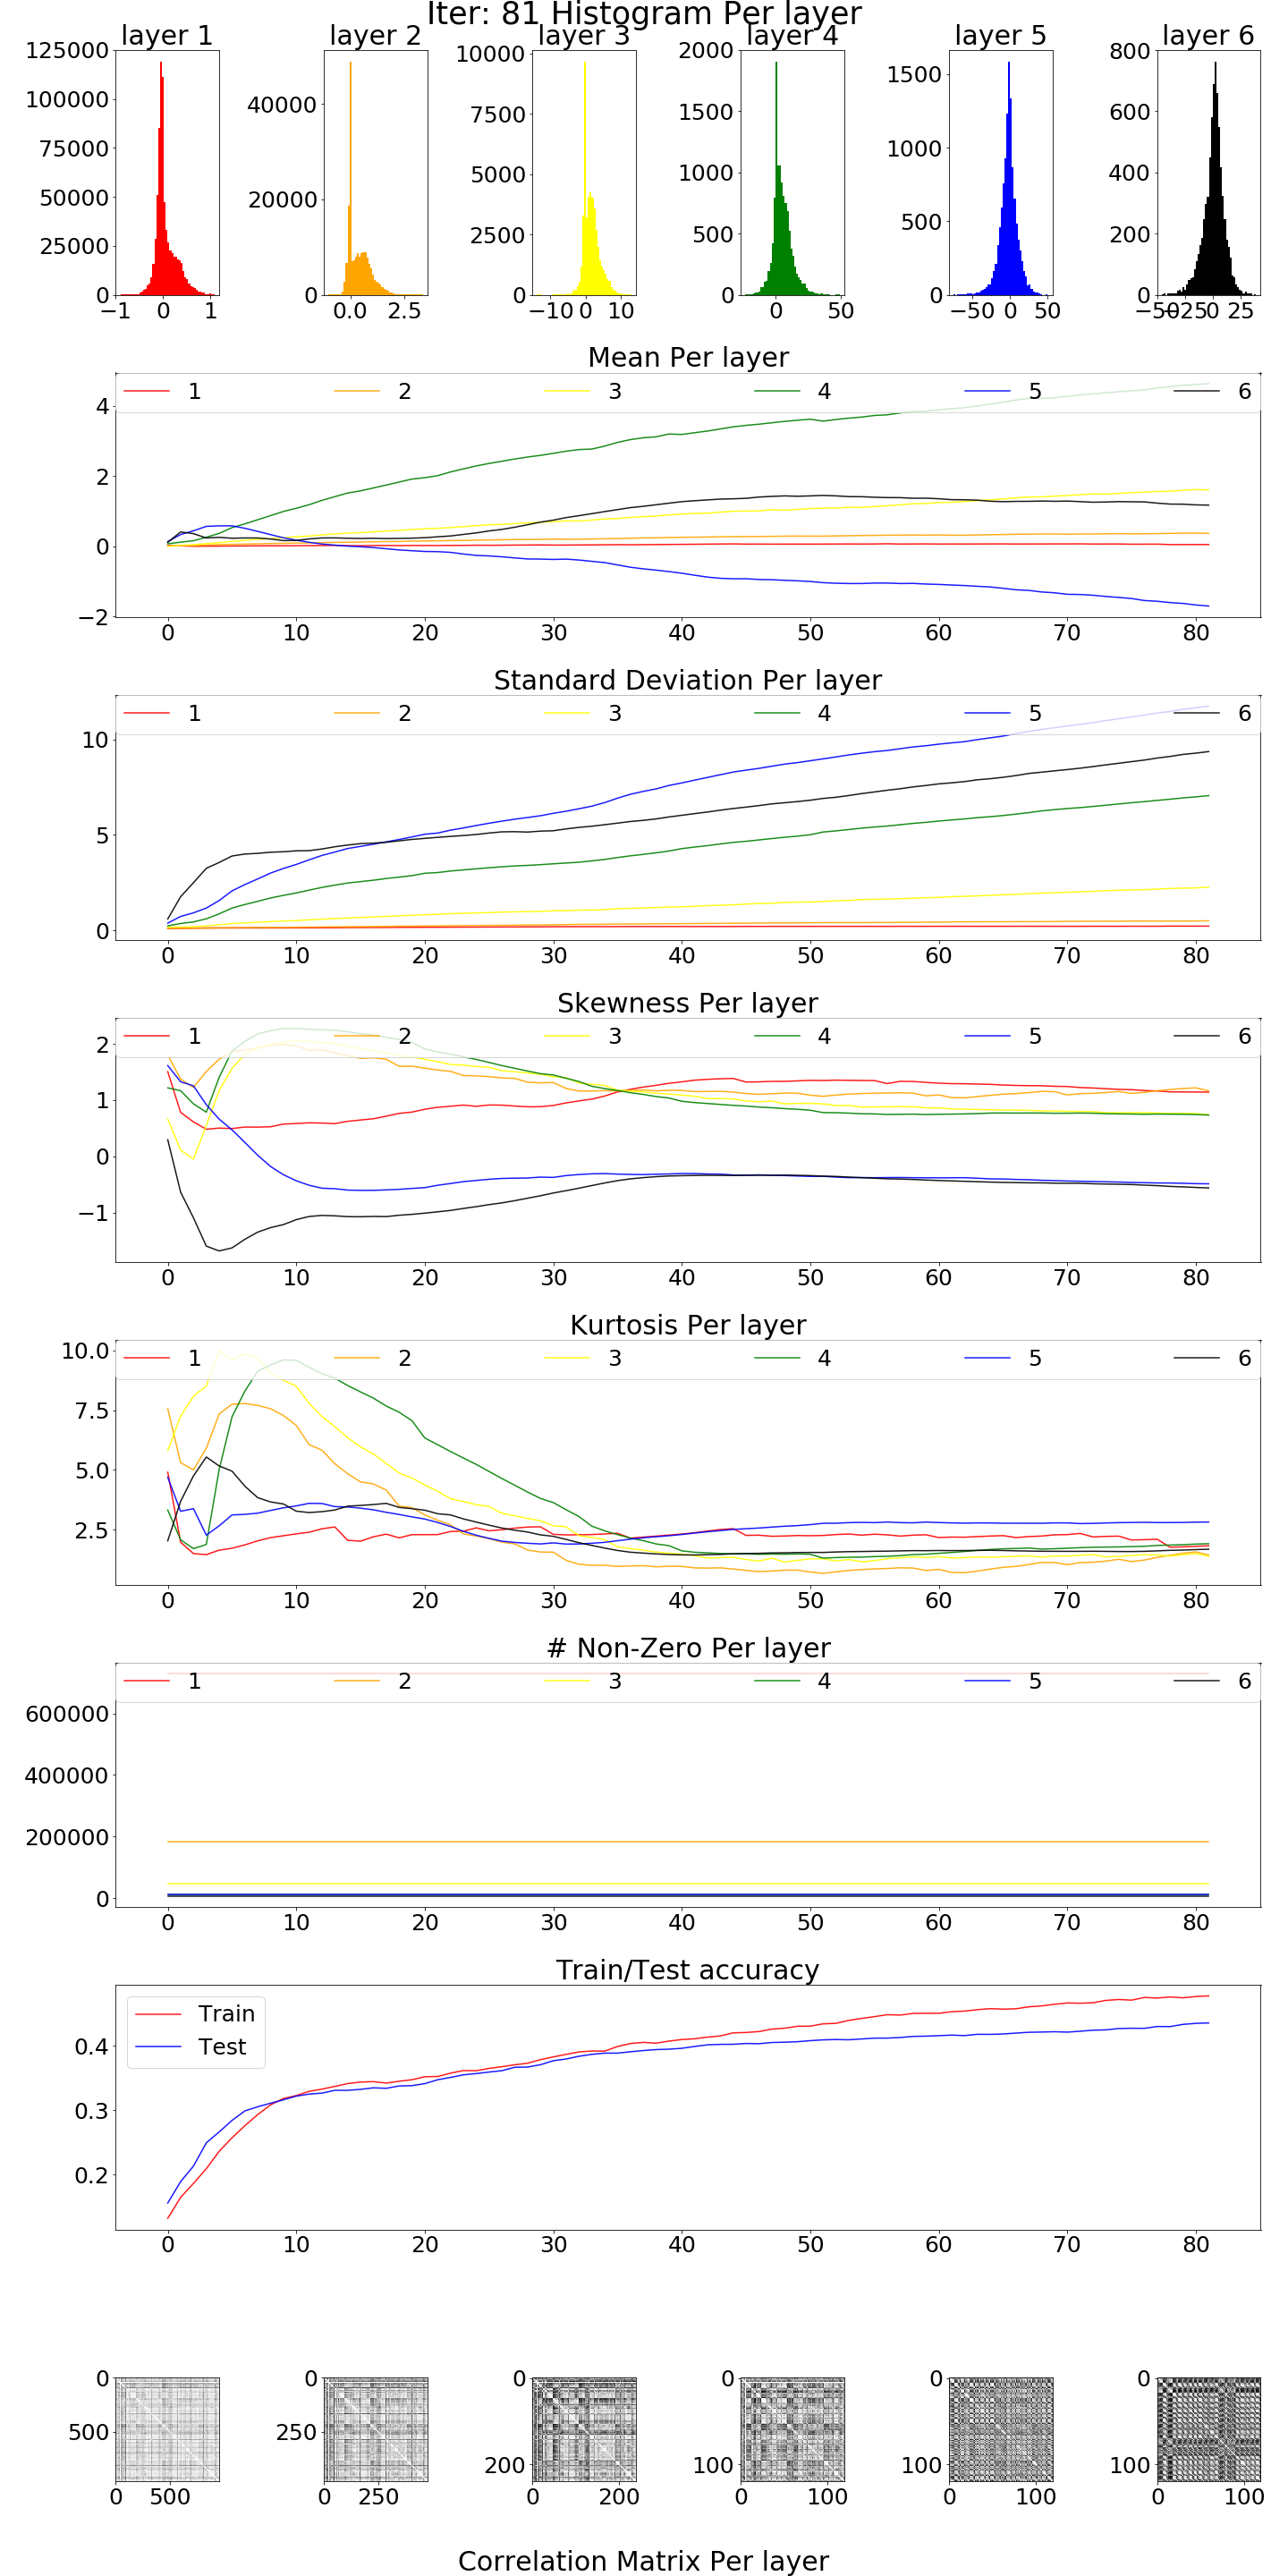 Iter: 81 Histogram Per layer
layer 1 layer 2 layer 3 layer 4 layer 5 layer 6
125000
100000
75000
50000
25000
0
−1 0 1
40000
20000
0
0.0 2.5
10000
7500
5000
2500
0
−10 0 10
2000
1500
1000
500
0
0 50
1500
1000
500
0
−50 0 50
800
600
400
200
0
−50 −25 0 25
Mean Per layer
1 2 3 4 5 6
4
2
0
−2
0 10 20 30 40 50 60 70 80
Standard Deviation Per layer
1 2 3 4 5 6
10
5
0
0 10 20 30 40 50 60 70 80
Skewness Per layer
1 2 3 4 5 6
2
1
0
−1
0 10 20 30 40 50 60 70 80
Kurtosis Per layer
1 2 3 4 5 6
10.0
7.5
5.0
2.5
0 10 20 30 40 50 60 70 80
# Non-Zero Per layer
1 2 3 4 5 6
600000
400000
200000
0
0 10 20 30 40 50 60 70 80
Train/Test accuracy
Train
Test
0.4
0.3
0.2
0 10 20 30 40 50 60 70 80
0
500
0 500
0
250
0 250
0
200
0 200
0
100
0 100
0
100
0 100
0
100
0 100
Correlation Matrix Per layer